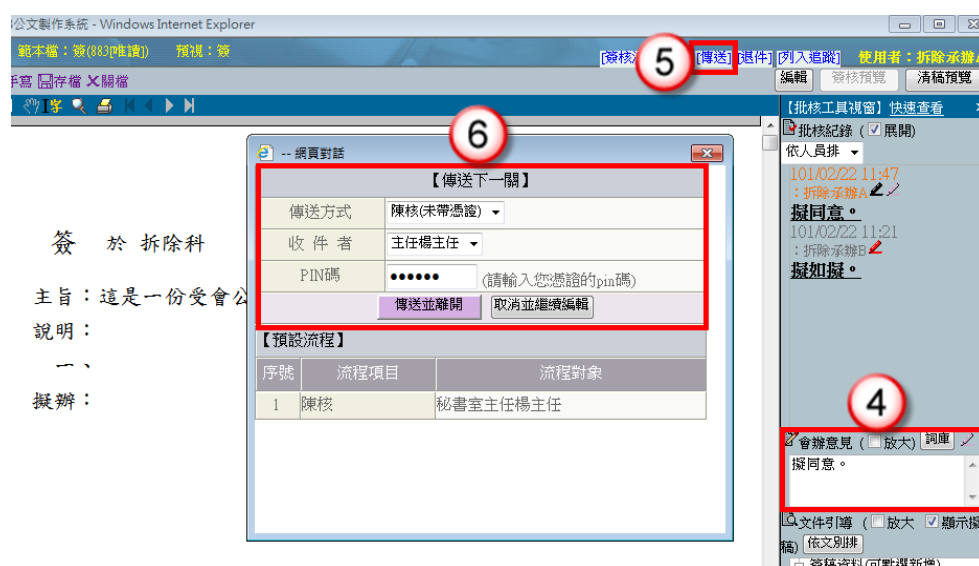 公文製作系統 - Windows Internet Explorer
範本檔：簽(883[唯讀]) 預視：簽
[傳送] [退件] [列入追蹤] 使用者：拆除承辦A
5
手寫 存檔 關檔
編輯 簽核預覽 清稿預覽
【批核工具視窗】快速查看
批核紀錄 ( 展開)
依人員排
101/02/22 11:47
：拆除承辦A
擬同意。
101/02/22 11:21
：拆除承辦B
擬如擬。
6
-- 網頁對話
【傳送下一關】
傳送方式 陳核(未帶憑證)
收 件 者 主任楊主任
PIN碼 •••••• (請輸入您憑證的pin碼)
傳送並離開 取消並繼續編輯
【預設流程】
序號 流程項目 流程對象
1 陳核 秘書室主任楊主任
簽 於 拆除科
主旨：這是一份受會公
說明：
一、
擬辦：
4
會辦意見 ( 放大) 詞庫
擬同意。
文件引導 ( 放大 顯示擬
稿) 依文別排